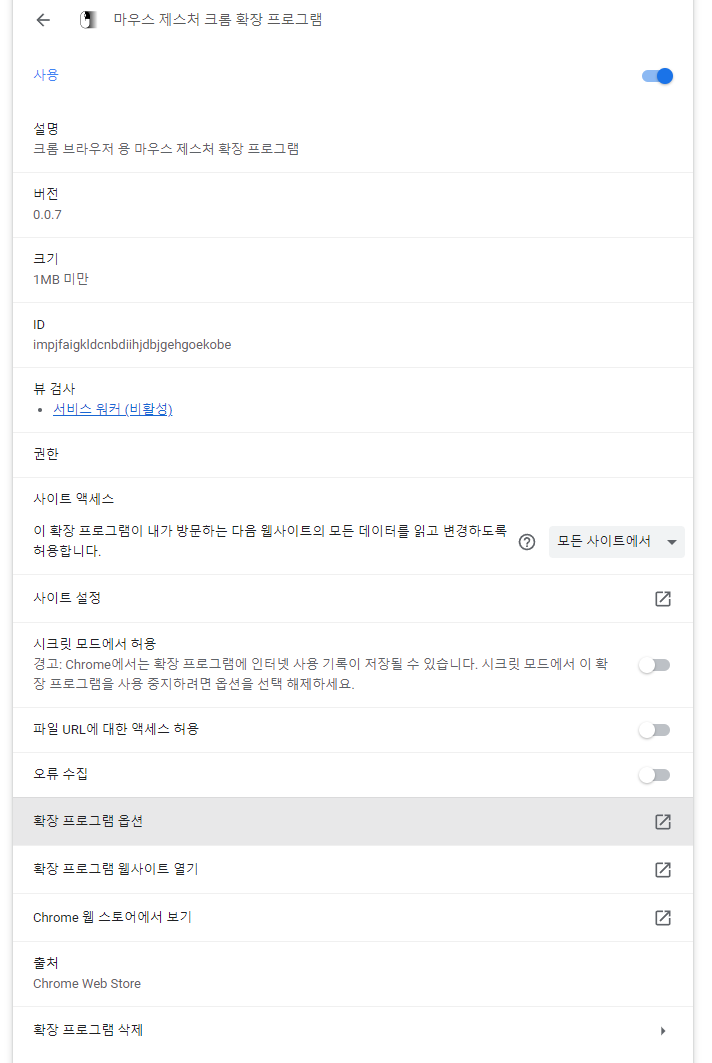 마우스 제스처 크롬 확장 프로그램
사용
설명
크롬 브라우저 용 마우스 제스처 확장 프로그램
버전
0.0.7
크기
1MB 미만
ID
impjfaigkldcnbdiihjdbjgehgoekobe
뷰 검사
• 서비스 워커 (비활성)
권한
사이트 액세스
이 확장 프로그램이 내가 방문하는 다음 웹사이트의 모든 데이터를 읽고 변경하도록
허용합니다.
모든 사이트에서
사이트 설정
시크릿 모드에서 허용
경고: Chrome에서는 확장 프로그램에 인터넷 사용 기록이 저장될 수 있습니다. 시크릿 모드에서 이 확
장 프로그램을 사용 중지하려면 옵션을 선택 해제하세요.
파일 URL에 대한 액세스 허용
오류 수집
확장 프로그램 옵션
확장 프로그램 웹사이트 열기
Chrome 웹 스토어에서 보기
출처
Chrome Web Store
확장 프로그램 삭제